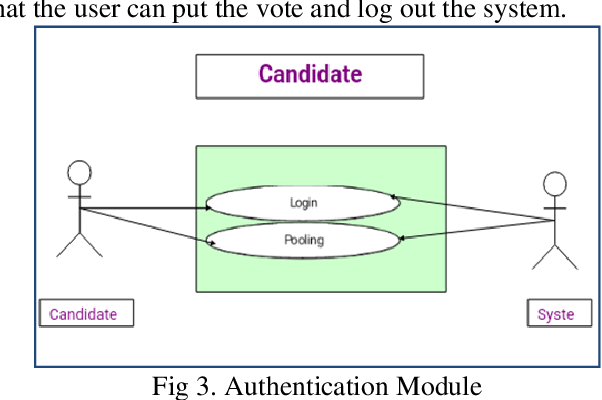 hat the user can put the vote and log out the system.
Candidate
Login
Pooling
Candidate
Syste
Fig 3. Authentication Module